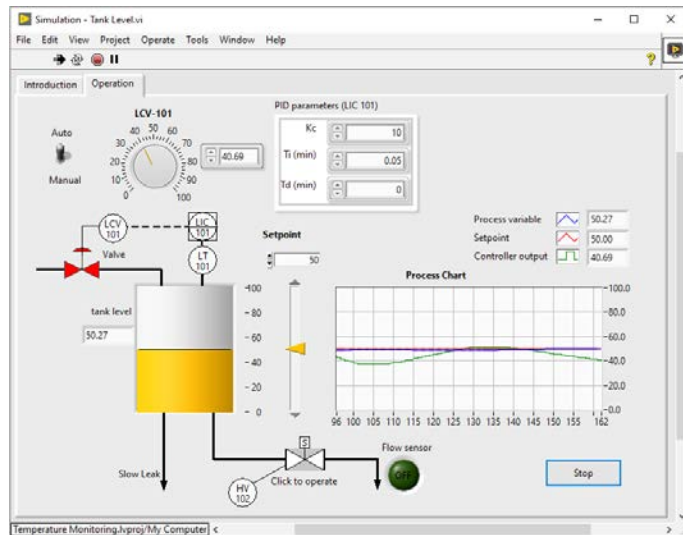 Simulation - Tank Level.vi
File Edit View Project Operate Tools Window Help
Introduction Operation
LCV-101
Auto
Manual
0 10 20 30 40 50 60 70 80 90 100
40.69
PID parameters (LIC 101)
Kc 10
Ti (min) 0.05
Td (min) 0
LCV 101
LIC 101
LT 101
Valve
Setpoint
50
Process variable 50.27
Setpoint 50.00
Controller output 40.69
tank level
50.27
100
80
60
40
20
0
Process Chart
100.0
80.0
60.0
40.0
20.0
0.0
96 100 105 110 115 120 125 130 135 140 145 150 155 162
Slow Leak
S
HV 102
Click to operate
Flow sensor
OFF
Stop
Temperature Monitoring.lvproj/My Computer